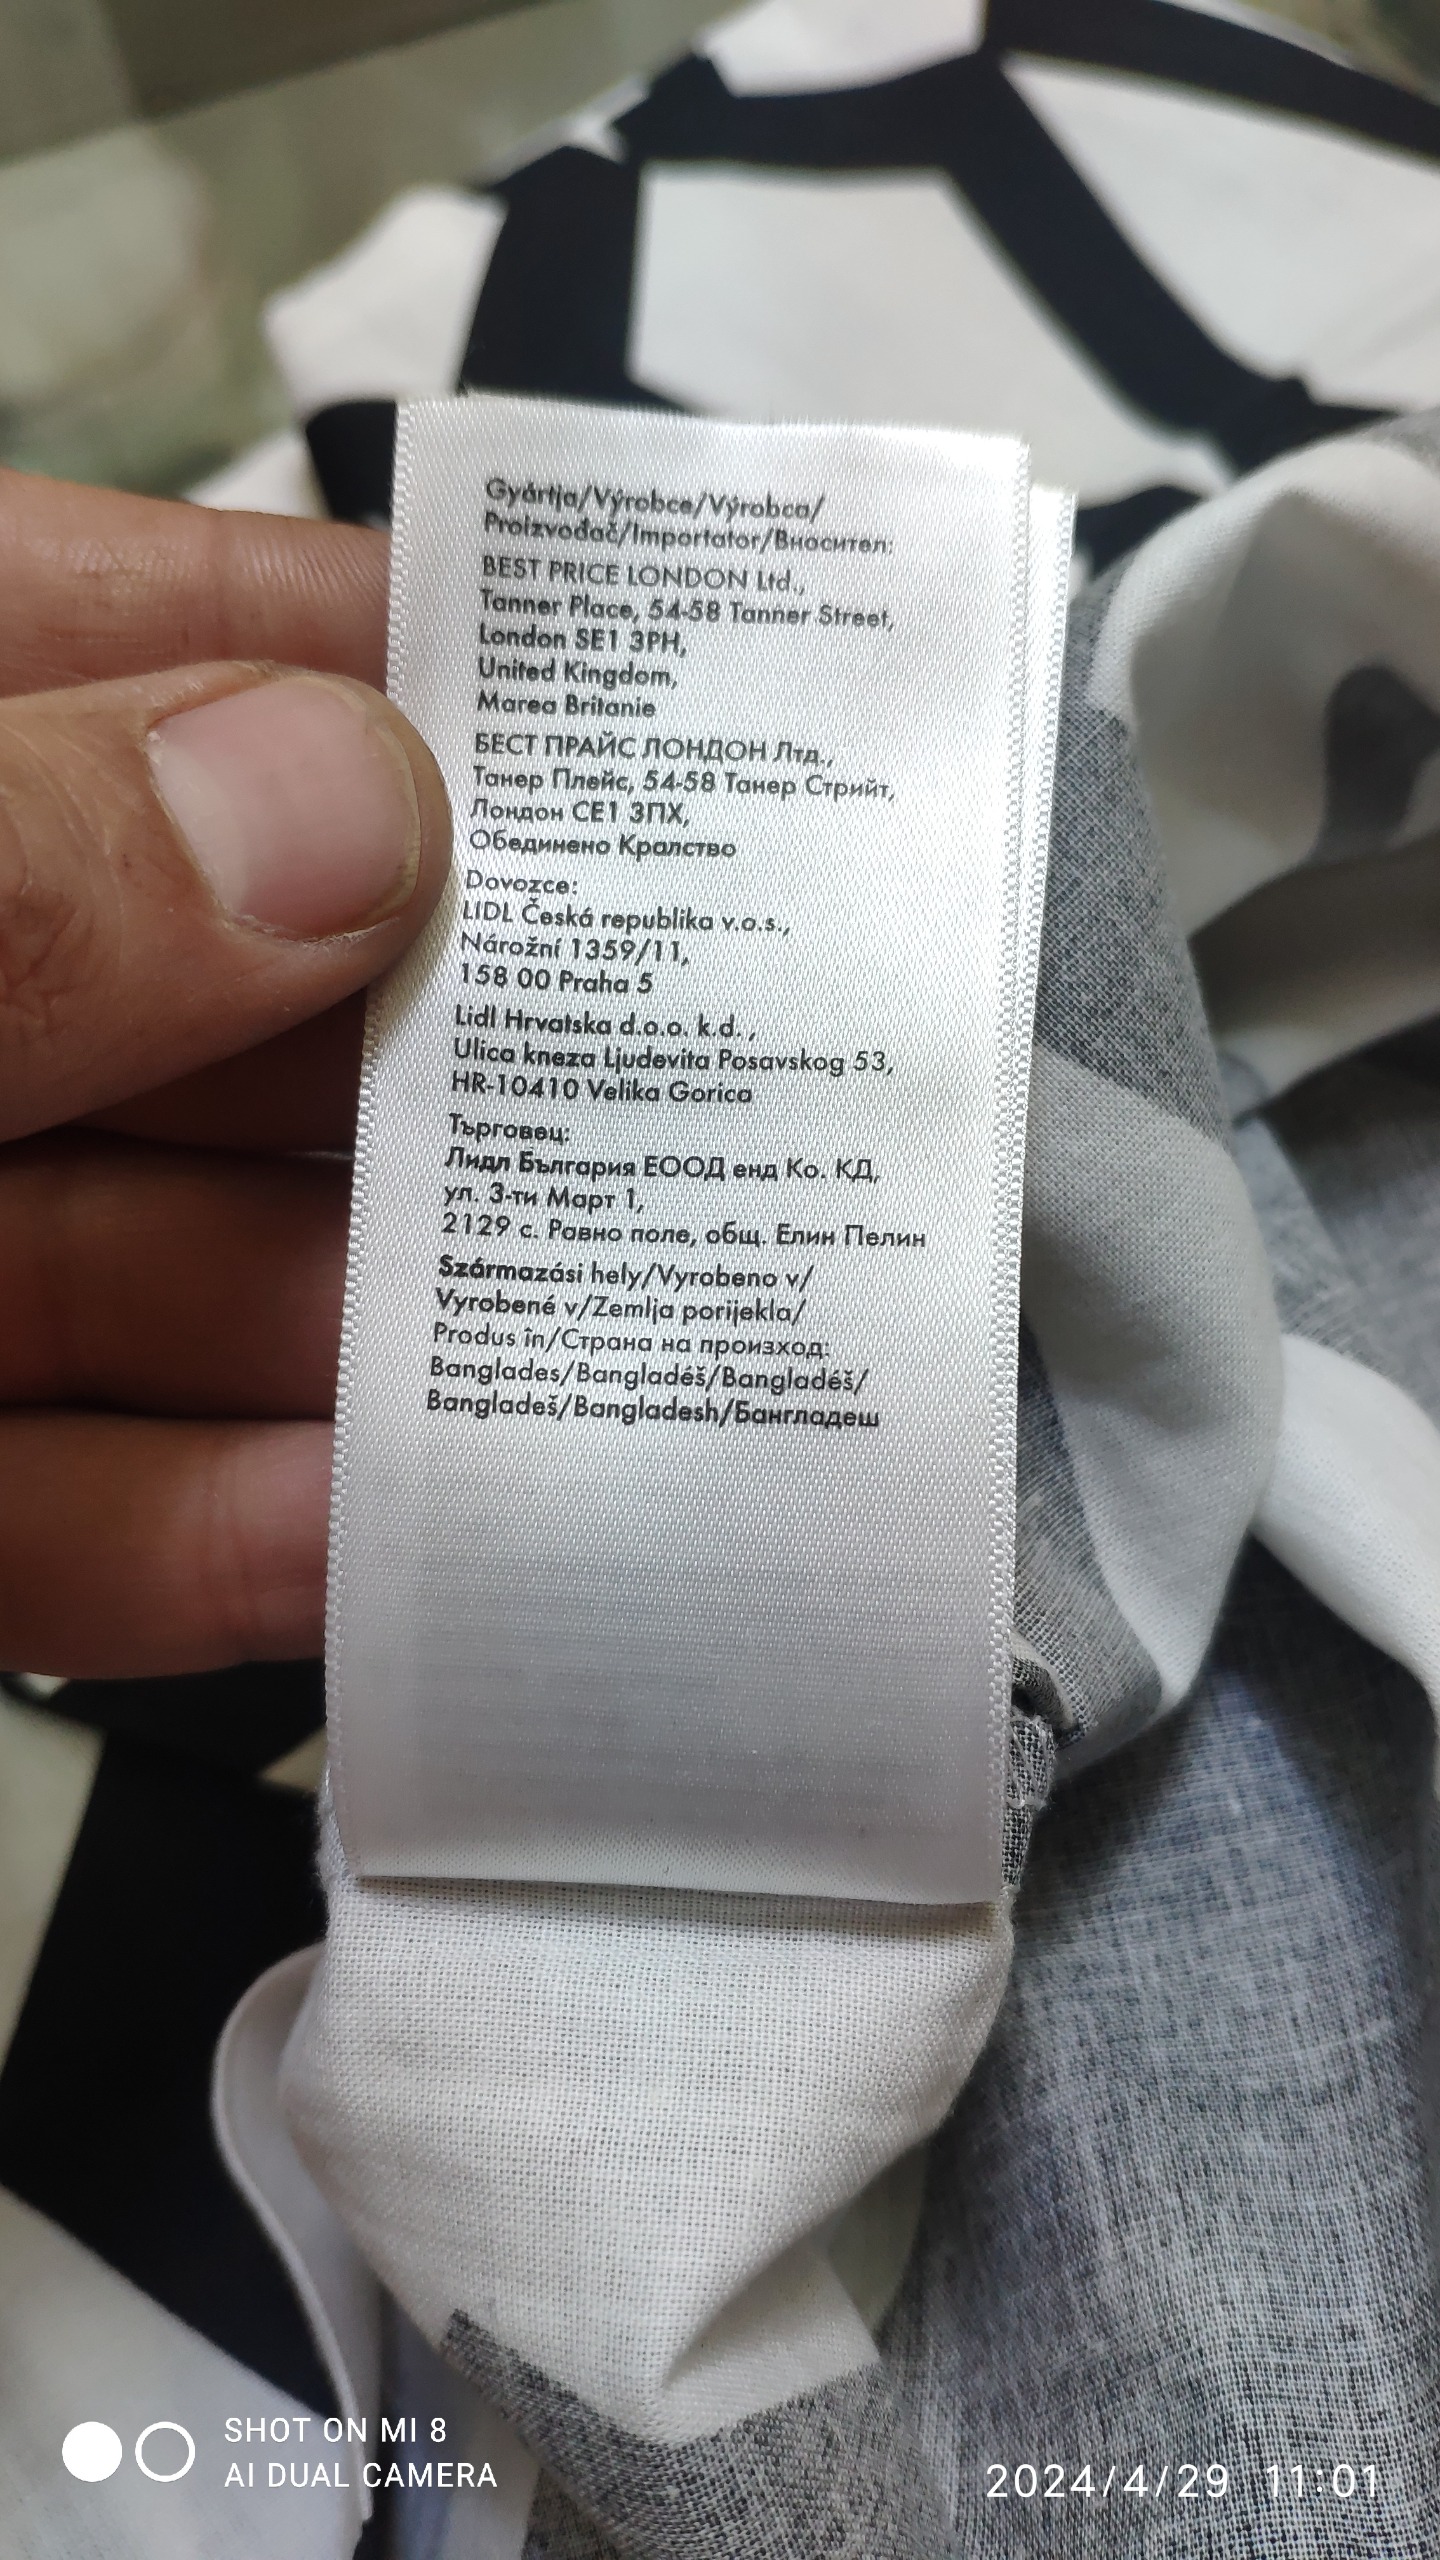 Gyártja/Výrobce/Výrobca/
Proizvođač/Importator/Вносител:
BEST PRICE LONDON Ltd.,
Tanner Place, 54-58 Tanner Street,
London SE1 3PH,
United Kingdom,
Marea Britanie
БЕСТ ПРАЙС ЛОНДОН Лтд.,
Танер Плейс, 54-58 Танер Стрийт,
Лондон СЕ1 3ПХ,
Обединено Кралство
Dovozce:
LIDL Česká republika v.o.s.,
Nárožní 1359/11,
158 00 Praha 5
Lidl Hrvatska d.o.o. k.d. ,
Ulica kneza Ljudevita Posavskog 53,
HR-10410 Velika Gorica
Търговец:
Лидл България ЕООД енд Ко. КД,
ул. 3-ти Март 1,
2129 с. Равно поле, общ. Елин Пелин
Származási hely/Vyrobeno v/
Vyrobené v/Zemlja porijekla/
Produs în/Страна на произход:
Banglades/Bangladéš/Bangladéš/
Bangladeš/Bangladesh/Бангладеш
SHOT ON MI 8
AI DUAL CAMERA
2024/4/29 11:01